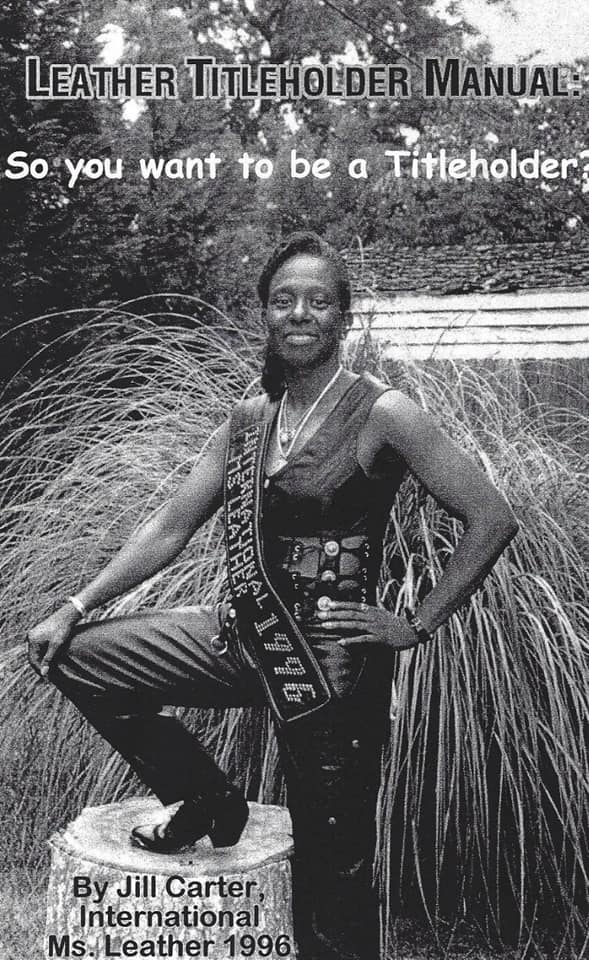 LEATHER TITLEHOLDER MANUAL:
So you want to be a Titleholder?
INTERNATIONAL 1996
MS LEATHER
By Jill Carter,
International
Ms. Leather 1996